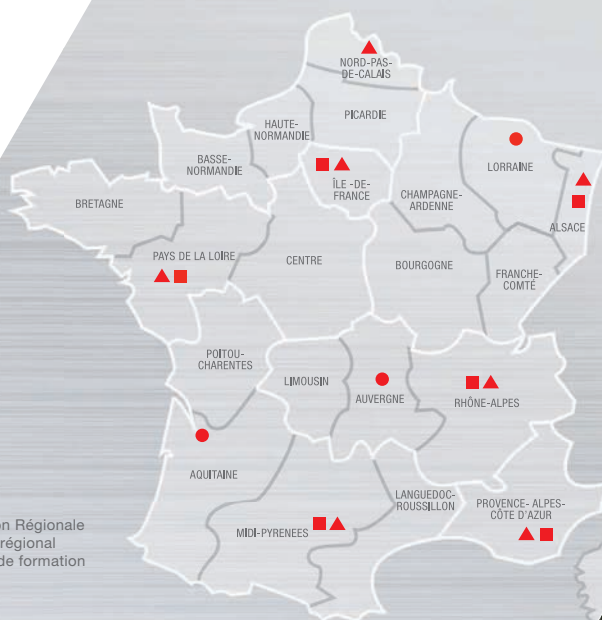 NORD-PAS-
DE-CALAIS
PICARDIE
HAUTE-
NORMANDIE
BASSE-
NORMANDIE
ÎLE -DE-
FRANCE
LORRAINE
CHAMPAGNE-
ARDENNE
ALSACE
BRETAGNE
PAYS DE LA LOIRE
CENTRE
BOURGOGNE
FRANCHE-
COMTÉ
POITOU-
CHARENTES
LIMOUSIN
AUVERGNE
RHÔNE-ALPES
AQUITAINE
LANGUEDOC-
ROUSSILLON
PROVENCE- ALPES-
CÔTE D'AZUR
MIDI-PYRENEES
n Régionale
régional
de formation